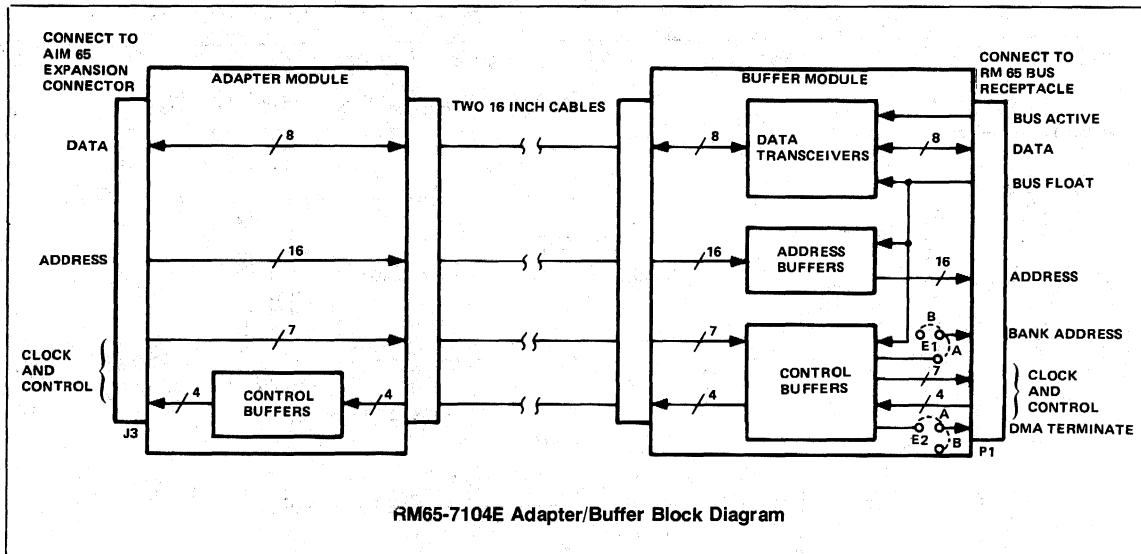 CONNECT TO
AIM 65
EXPANSION
CONNECTOR
ADAPTER MODULE
TWO 16 INCH CABLES
BUFFER MODULE
CONNECT TO
RM 65 BUS
RECEPTACLE
DATA
8
8
DATA
TRANSCEIVERS
8
BUS ACTIVE
DATA
BUS FLOAT
ADDRESS
16
16
ADDRESS
BUFFERS
16
ADDRESS
CLOCK
AND
CONTROL
7
4
CONTROL
BUFFERS
4
7
4
CONTROL
BUFFERS
B
E1
A
BANK ADDRESS
7
4
CLOCK
AND
CONTROL
A
E2
B
DMA TERMINATE
J3
P1
RM65-7104E Adapter/Buffer Block Diagram